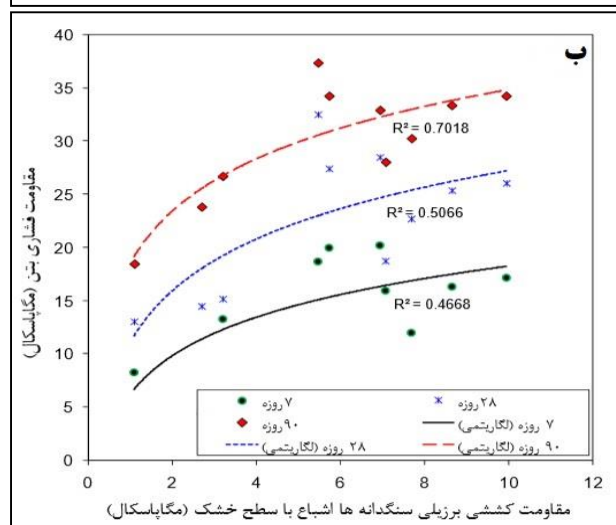 ب
مقاومت فشاری بتن (مگاپاسکال)
40
35
30
25
20
15
10
5
0
R² = 0.7018
R² = 0.5066
R² = 0.4668
۷ روزه
۲۸ روزه
۹۰ روزه
۷ روزه (لگاریتمی)
۲۸ روزه (لگاریتمی)
۹۰ روزه (لگاریتمی)
0 2 4 6 8 10 12
مقاومت کششی برزیلی سنگدانه ها اشباع با سطح خشک (مگاپاسکال)